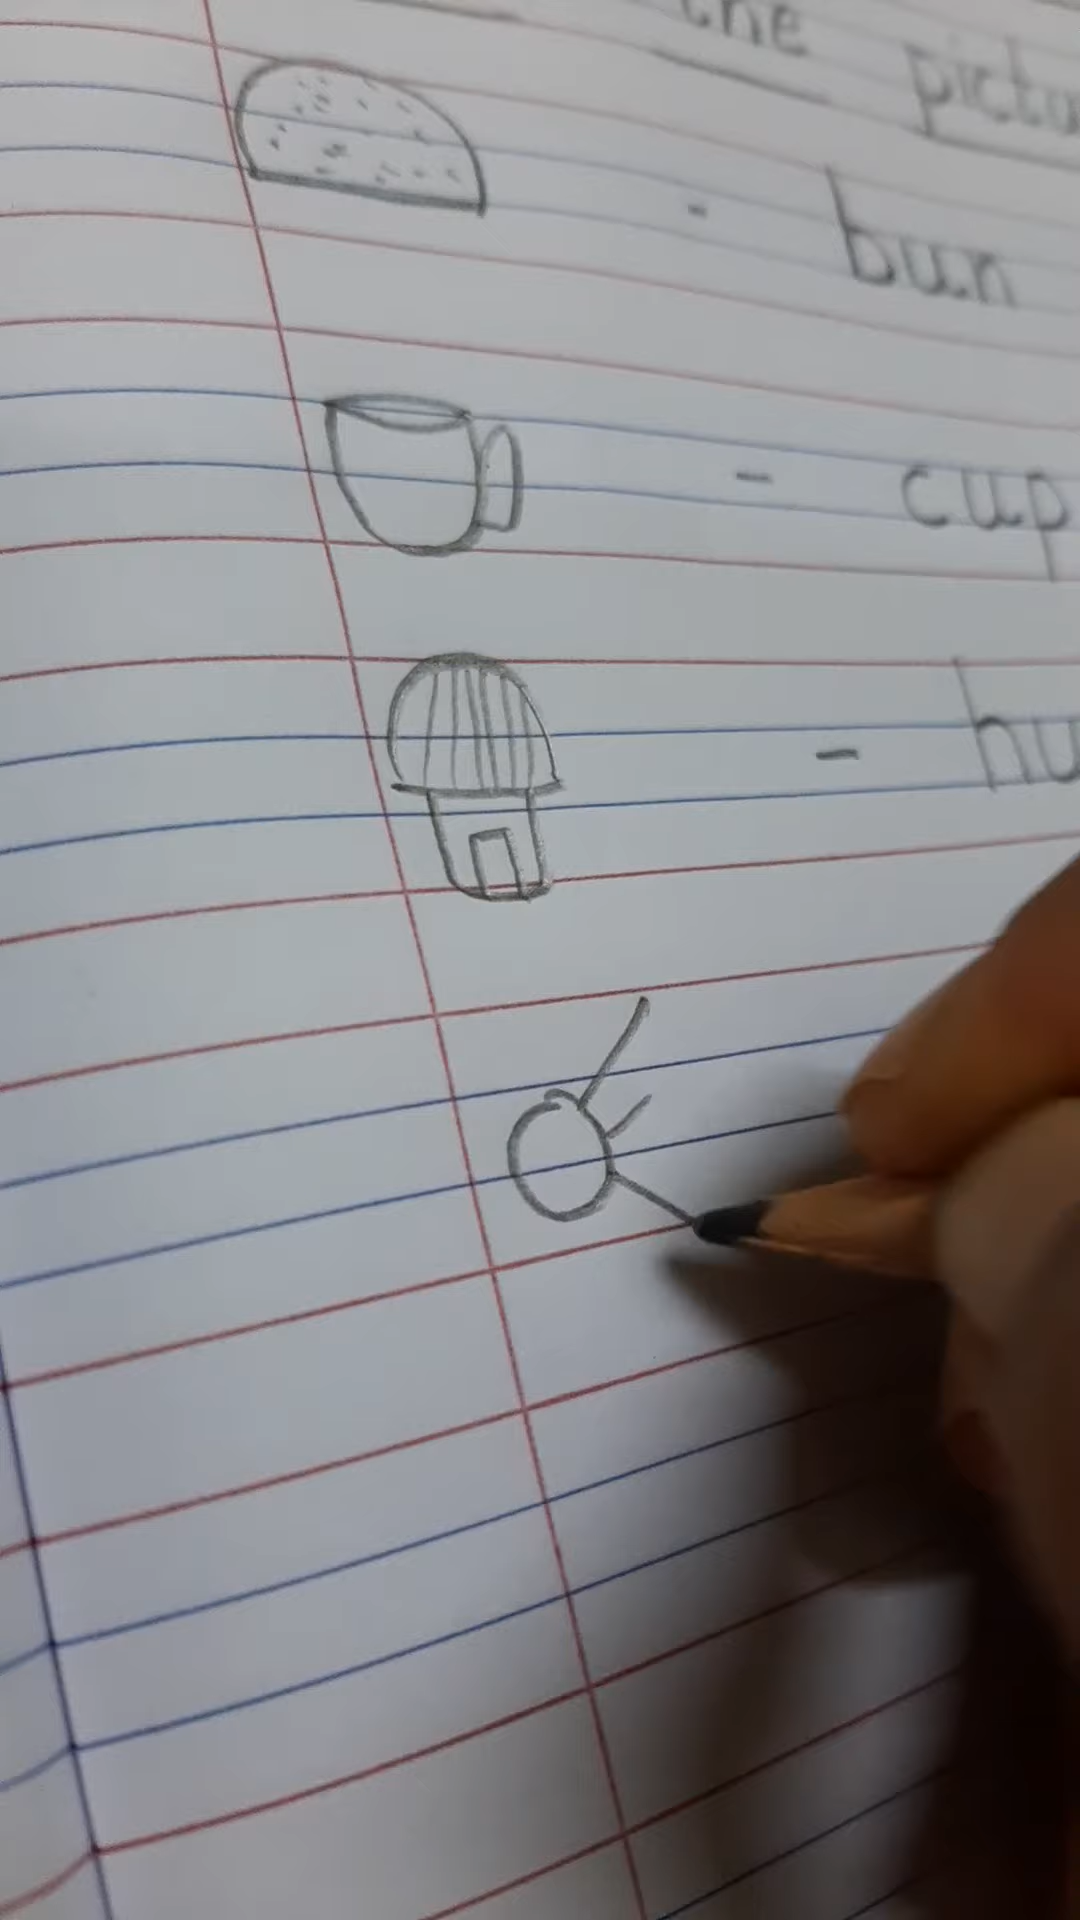 the
- bun
- cup
-